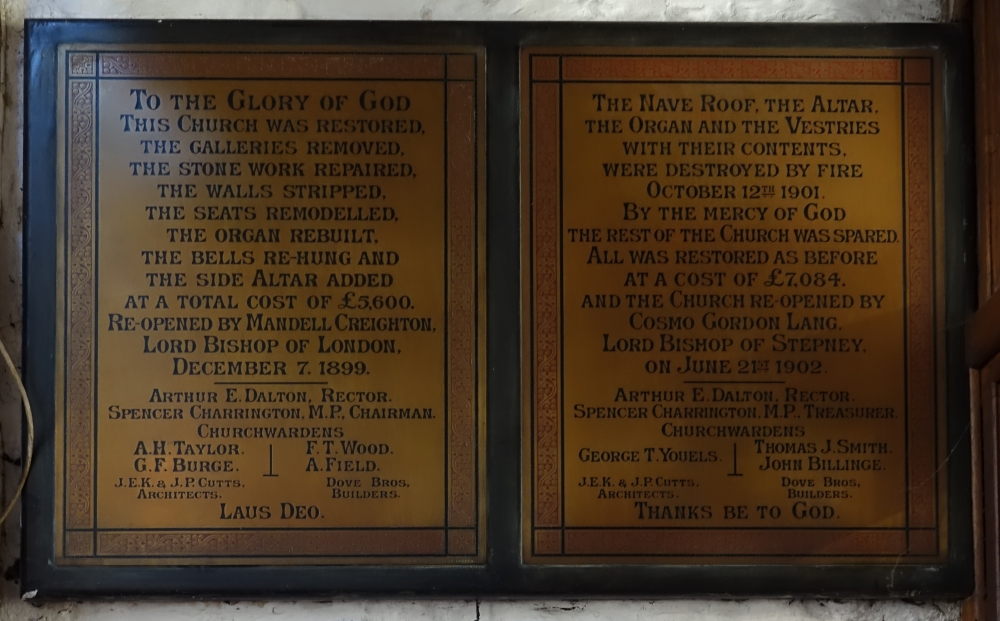 To the Glory of God
This Church was restored,
the galleries removed,
the stone work repaired,
the walls stripped,
the seats remodelled,
the organ rebuilt,
the bells re-hung and
the side Altar added
at a total cost of £5,600.
Re-opened by Mandell Creighton,
Lord Bishop of London,
December 7. 1899.
Arthur E. Dalton, Rector.
Spencer Charrington, M.P., Chairman.
Churchwardens
A.H. Taylor. F.T. Wood.
G.F. Burge. A. Field.
J.E.K. & J.P. Cutts, Dove Bros,
Architects. Builders.
Laus Deo.
The Nave Roof, the Altar,
the Organ and the Vestries
with their contents,
were destroyed by fire
October 12th 1901.
By the mercy of God
the rest of the Church was spared.
All was restored as before
at a cost of £7,084,
and the Church re-opened by
Cosmo Gordon Lang,
Lord Bishop of Stepney,
on June 21st 1902.
Arthur E. Dalton, Rector.
Spencer Charrington, M.P., Treasurer.
Churchwardens
George T. Youels. Thomas J. Smith.
John Billinge.
J.E.K. & J.P. Cutts, Dove Bros,
Architects. Builders.
Thanks be to God.